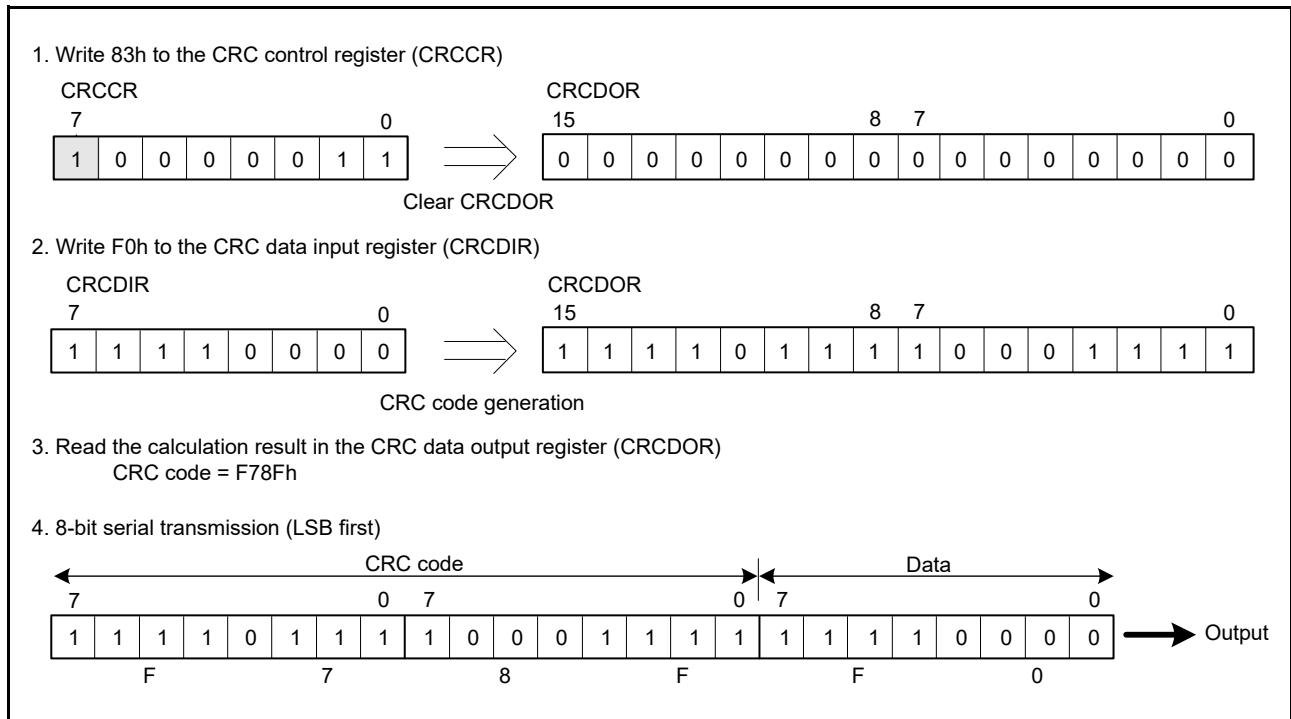 1. Write 83h to the CRC control register (CRCCR)
CRCCR CRCDOR
7 0 15 8 7 0
1 0 0 0 0 0 1 1 0 0 0 0 0 0 0 0 0 0 0 0 0 0 0 0
Clear CRCDOR
2. Write F0h to the CRC data input register (CRCDIR)
CRCDIR CRCDOR
7 0 15 8 7 0
1 1 1 1 0 0 0 0 1 1 1 1 0 1 1 1 1 0 0 0 1 1 1 1
CRC code generation
3. Read the calculation result in the CRC data output register (CRCDOR)
CRC code = F78Fh
4. 8-bit serial transmission (LSB first)
CRC code Data
7 0 7 0 7 0
1 1 1 1 0 1 1 1 1 0 0 0 1 1 1 1 1 1 1 1 0 0 0 0 Output
F 7 8 F F 0